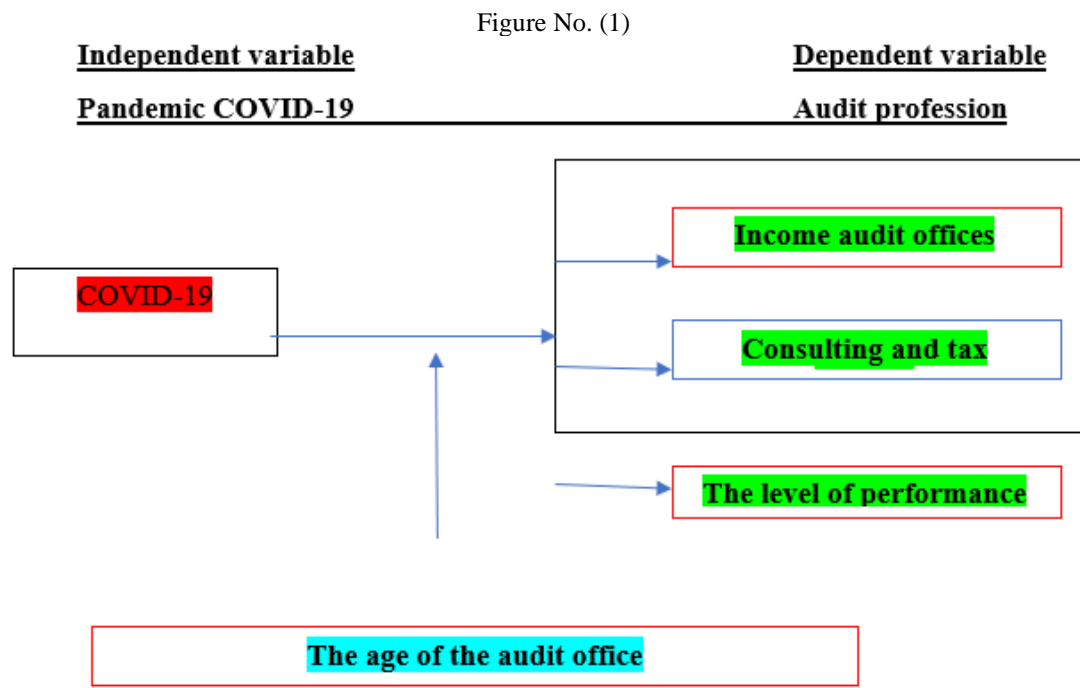 Figure No. (1)
Independent variable Dependent variable
Pandemic COVID-19 Audit profession
Income audit offices
COVID-19
Consulting and tax
The level of performance
The age of the audit office